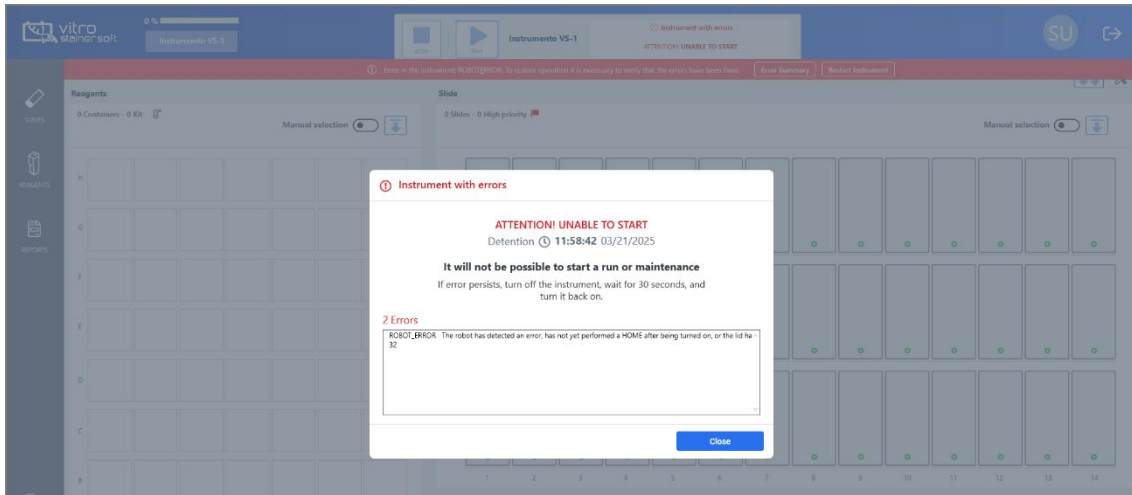 vitro
stainersoft
0 %
Instrumento VS-1
STOP
Start
Instrumento VS-1
Instrument with errors
ATTENTION! UNABLE TO START
SU
Error in the instrument: ROBOT_ERROR. To restore operation it is necessary to verify that the errors have been fixed.
Error Summary
Restart Instrument
SLIDES
REAGENTS
REPORTS
Reagents
0 Containers - 0 Kit
Manual selection
H
G
F
E
D
C
B
Slide
0 Slides - 0 High priority
Manual selection
1 2 3 4 5 6 7 8 9 10 11 12 13 14
Instrument with errors
ATTENTION! UNABLE TO START
Detention 11:58:42 03/21/2025
It will not be possible to start a run or maintenance
If error persists, turn off the instrument, wait for 30 seconds, and
turn it back on.
2 Errors
ROBOT_ERROR The robot has detected an error, has not yet performed a HOME after being turned on, or the lid ha
32
Close